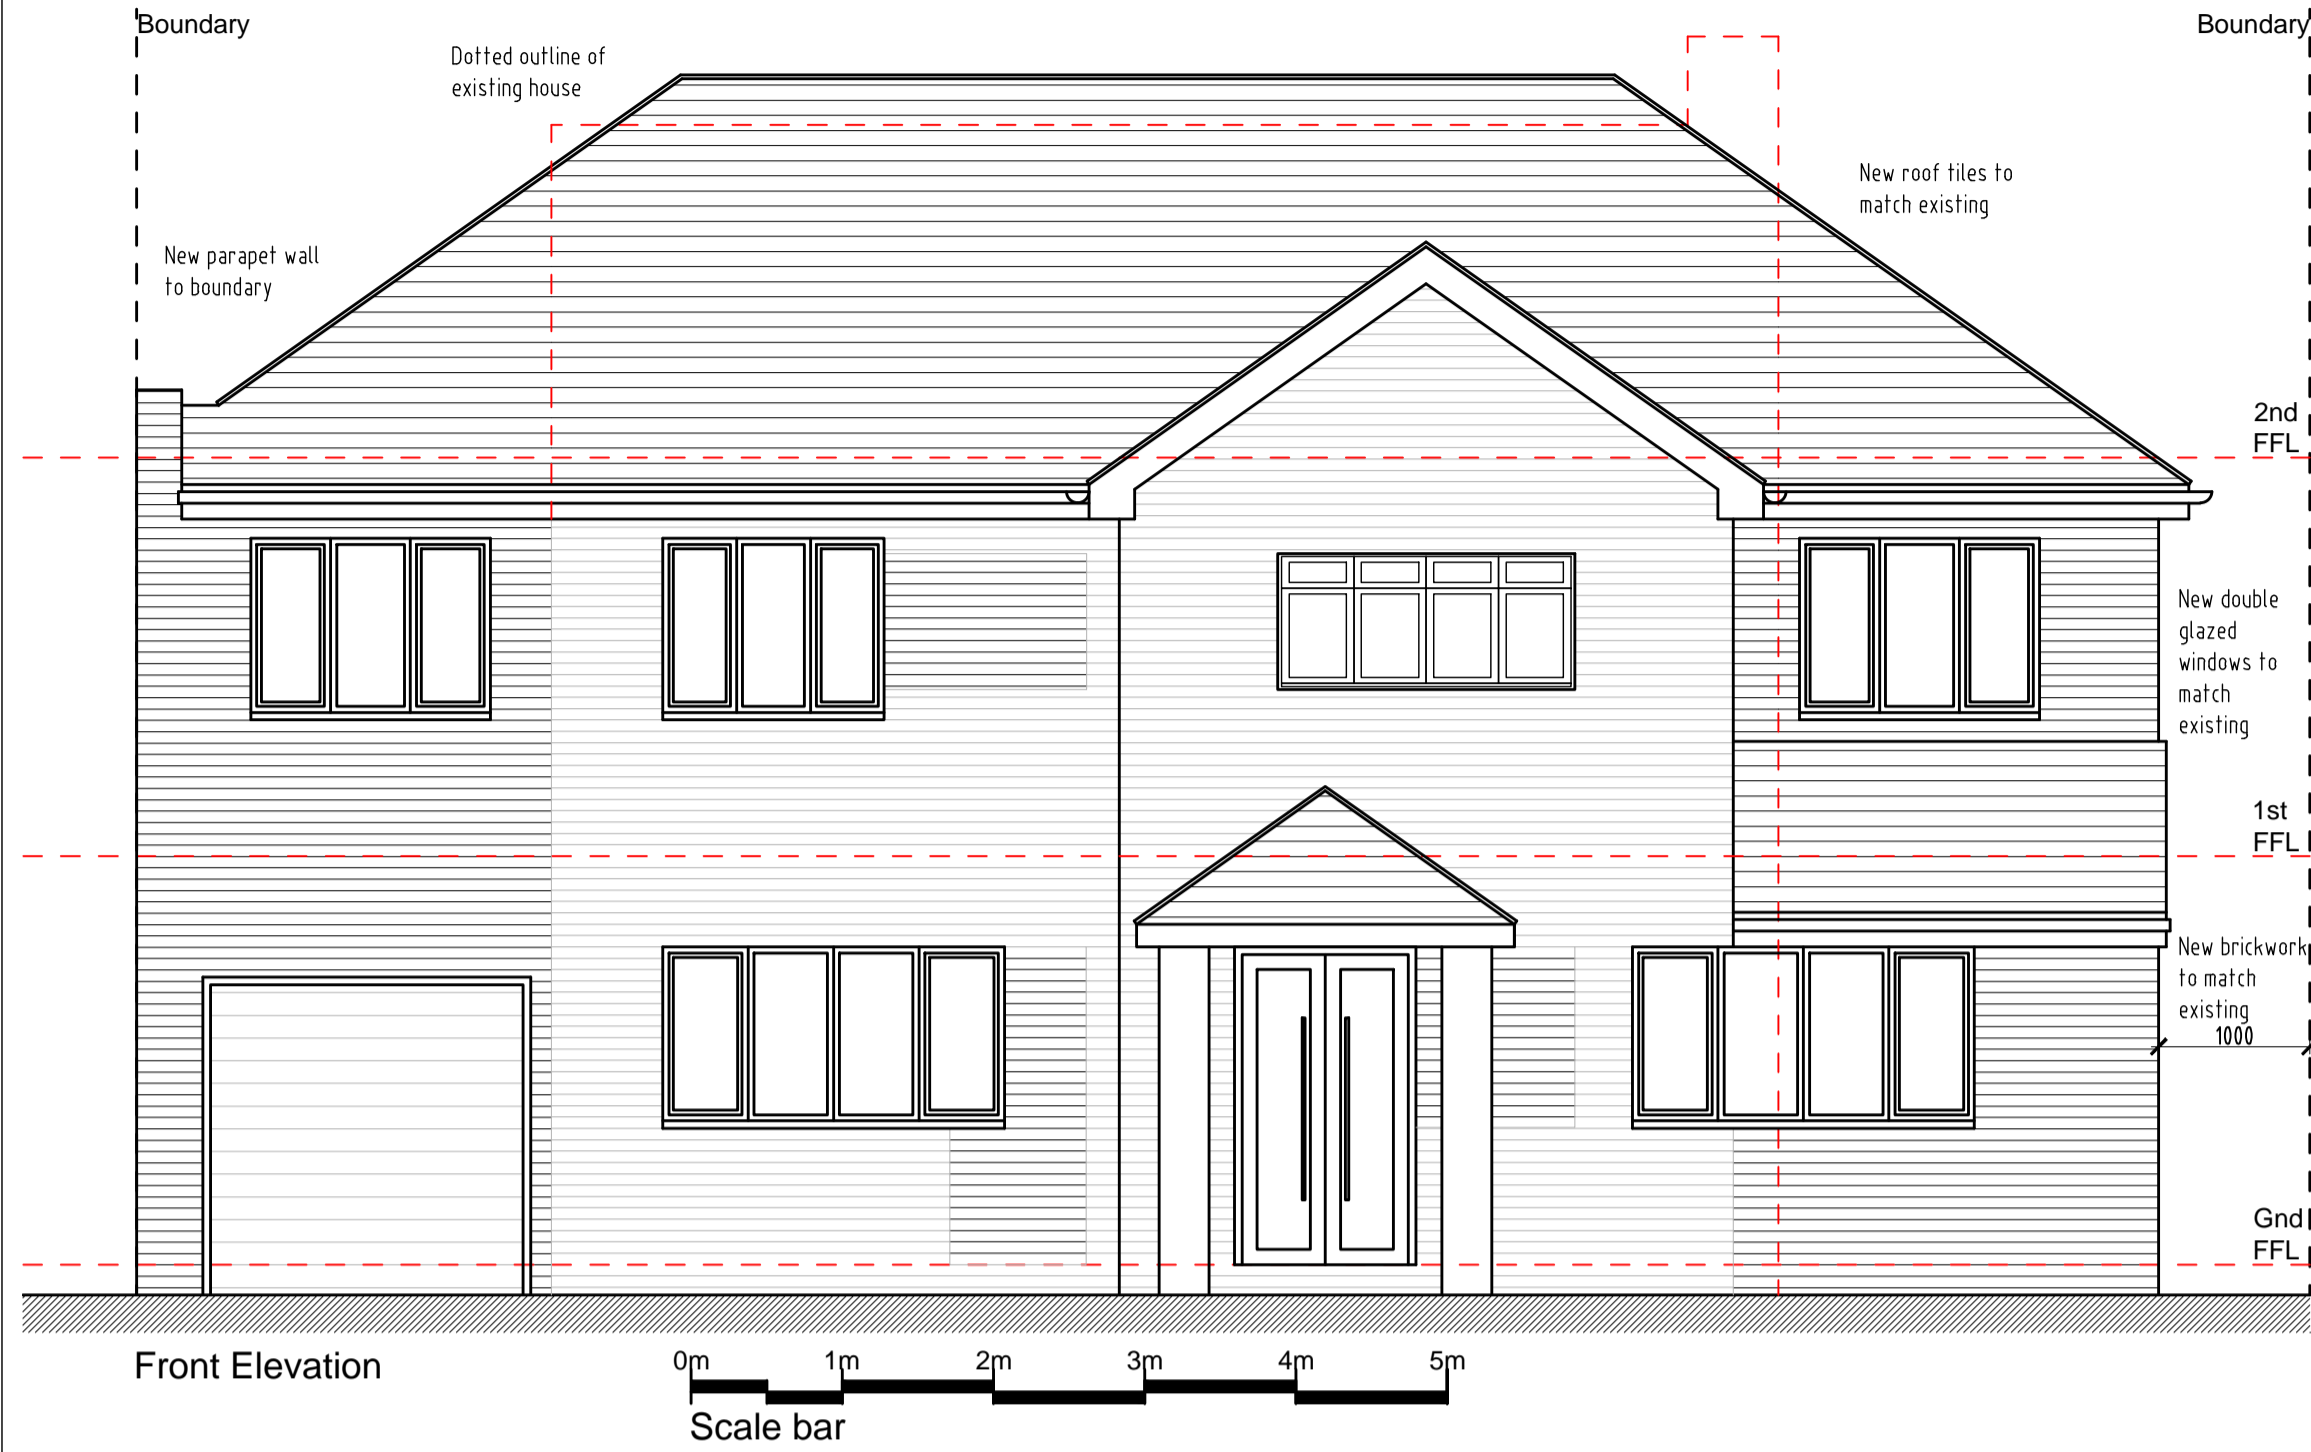 Boundary
Boundary
Dotted outline of
existing house
New roof tiles to
match existing
New parapet wall
to boundary
2nd
FFL
New double
glazed
windows to
match
existing
1st
FFL
New brickwork
to match
existing
1000
Gnd
FFL
Front Elevation
0m 1m 2m 3m 4m 5m
Scale bar